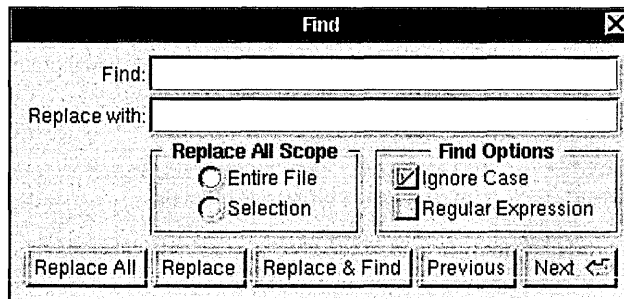 Find
Find:
Replace with:
Replace All Scope
Entire File
Selection
Find Options
Ignore Case
Regular Expression
Replace All Replace Replace & Find Previous Next